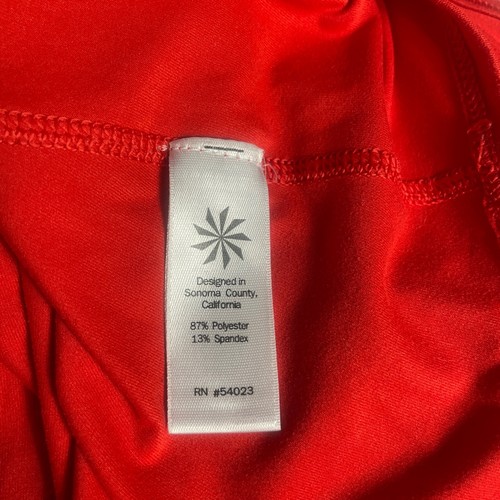 Designed in
Sonoma County,
California
87% Polyester
13% Spandex
RN #54023